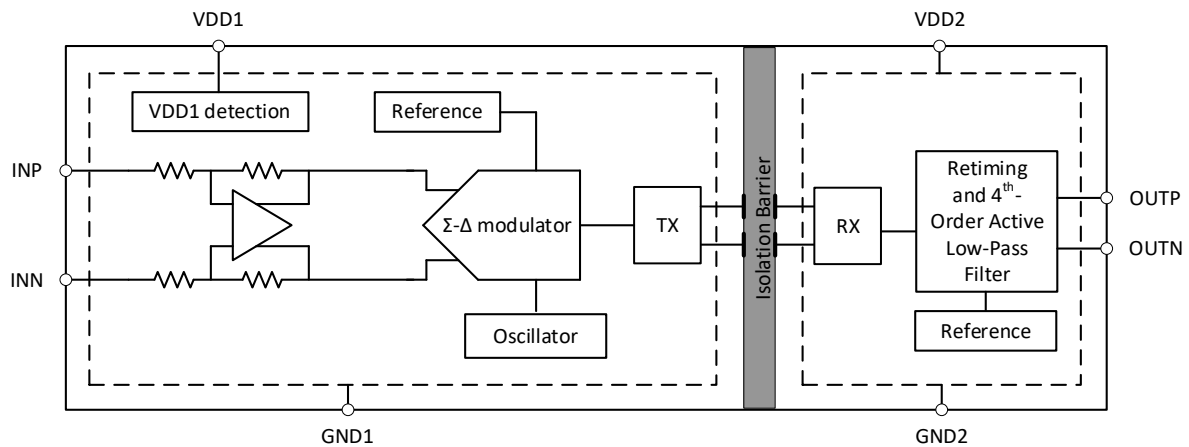 VDD1
VDD2
VDD1 detection
Reference
INP
INN
Σ-Δ modulator
Oscillator
TX
Isolation Barrier
RX
Retiming
and 4th-
Order Active
Low-Pass
Filter
Reference
OUTP
OUTN
GND1
GND2